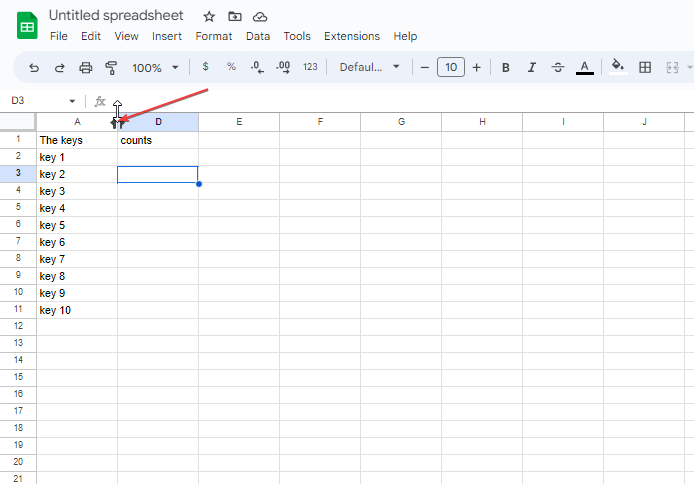 Untitled spreadsheet
File Edit View Insert Format Data Tools Extensions Help
100% $ % .0 .00 123 Defaul... 10 B I A
D3 fx
A D E F G H I J
1 The keys counts
2 key 1
3 key 2
4 key 3
5 key 4
6 key 5
7 key 6
8 key 7
9 key 8
10 key 9
11 key 10
12
13
14
15
16
17
18
19
20
21